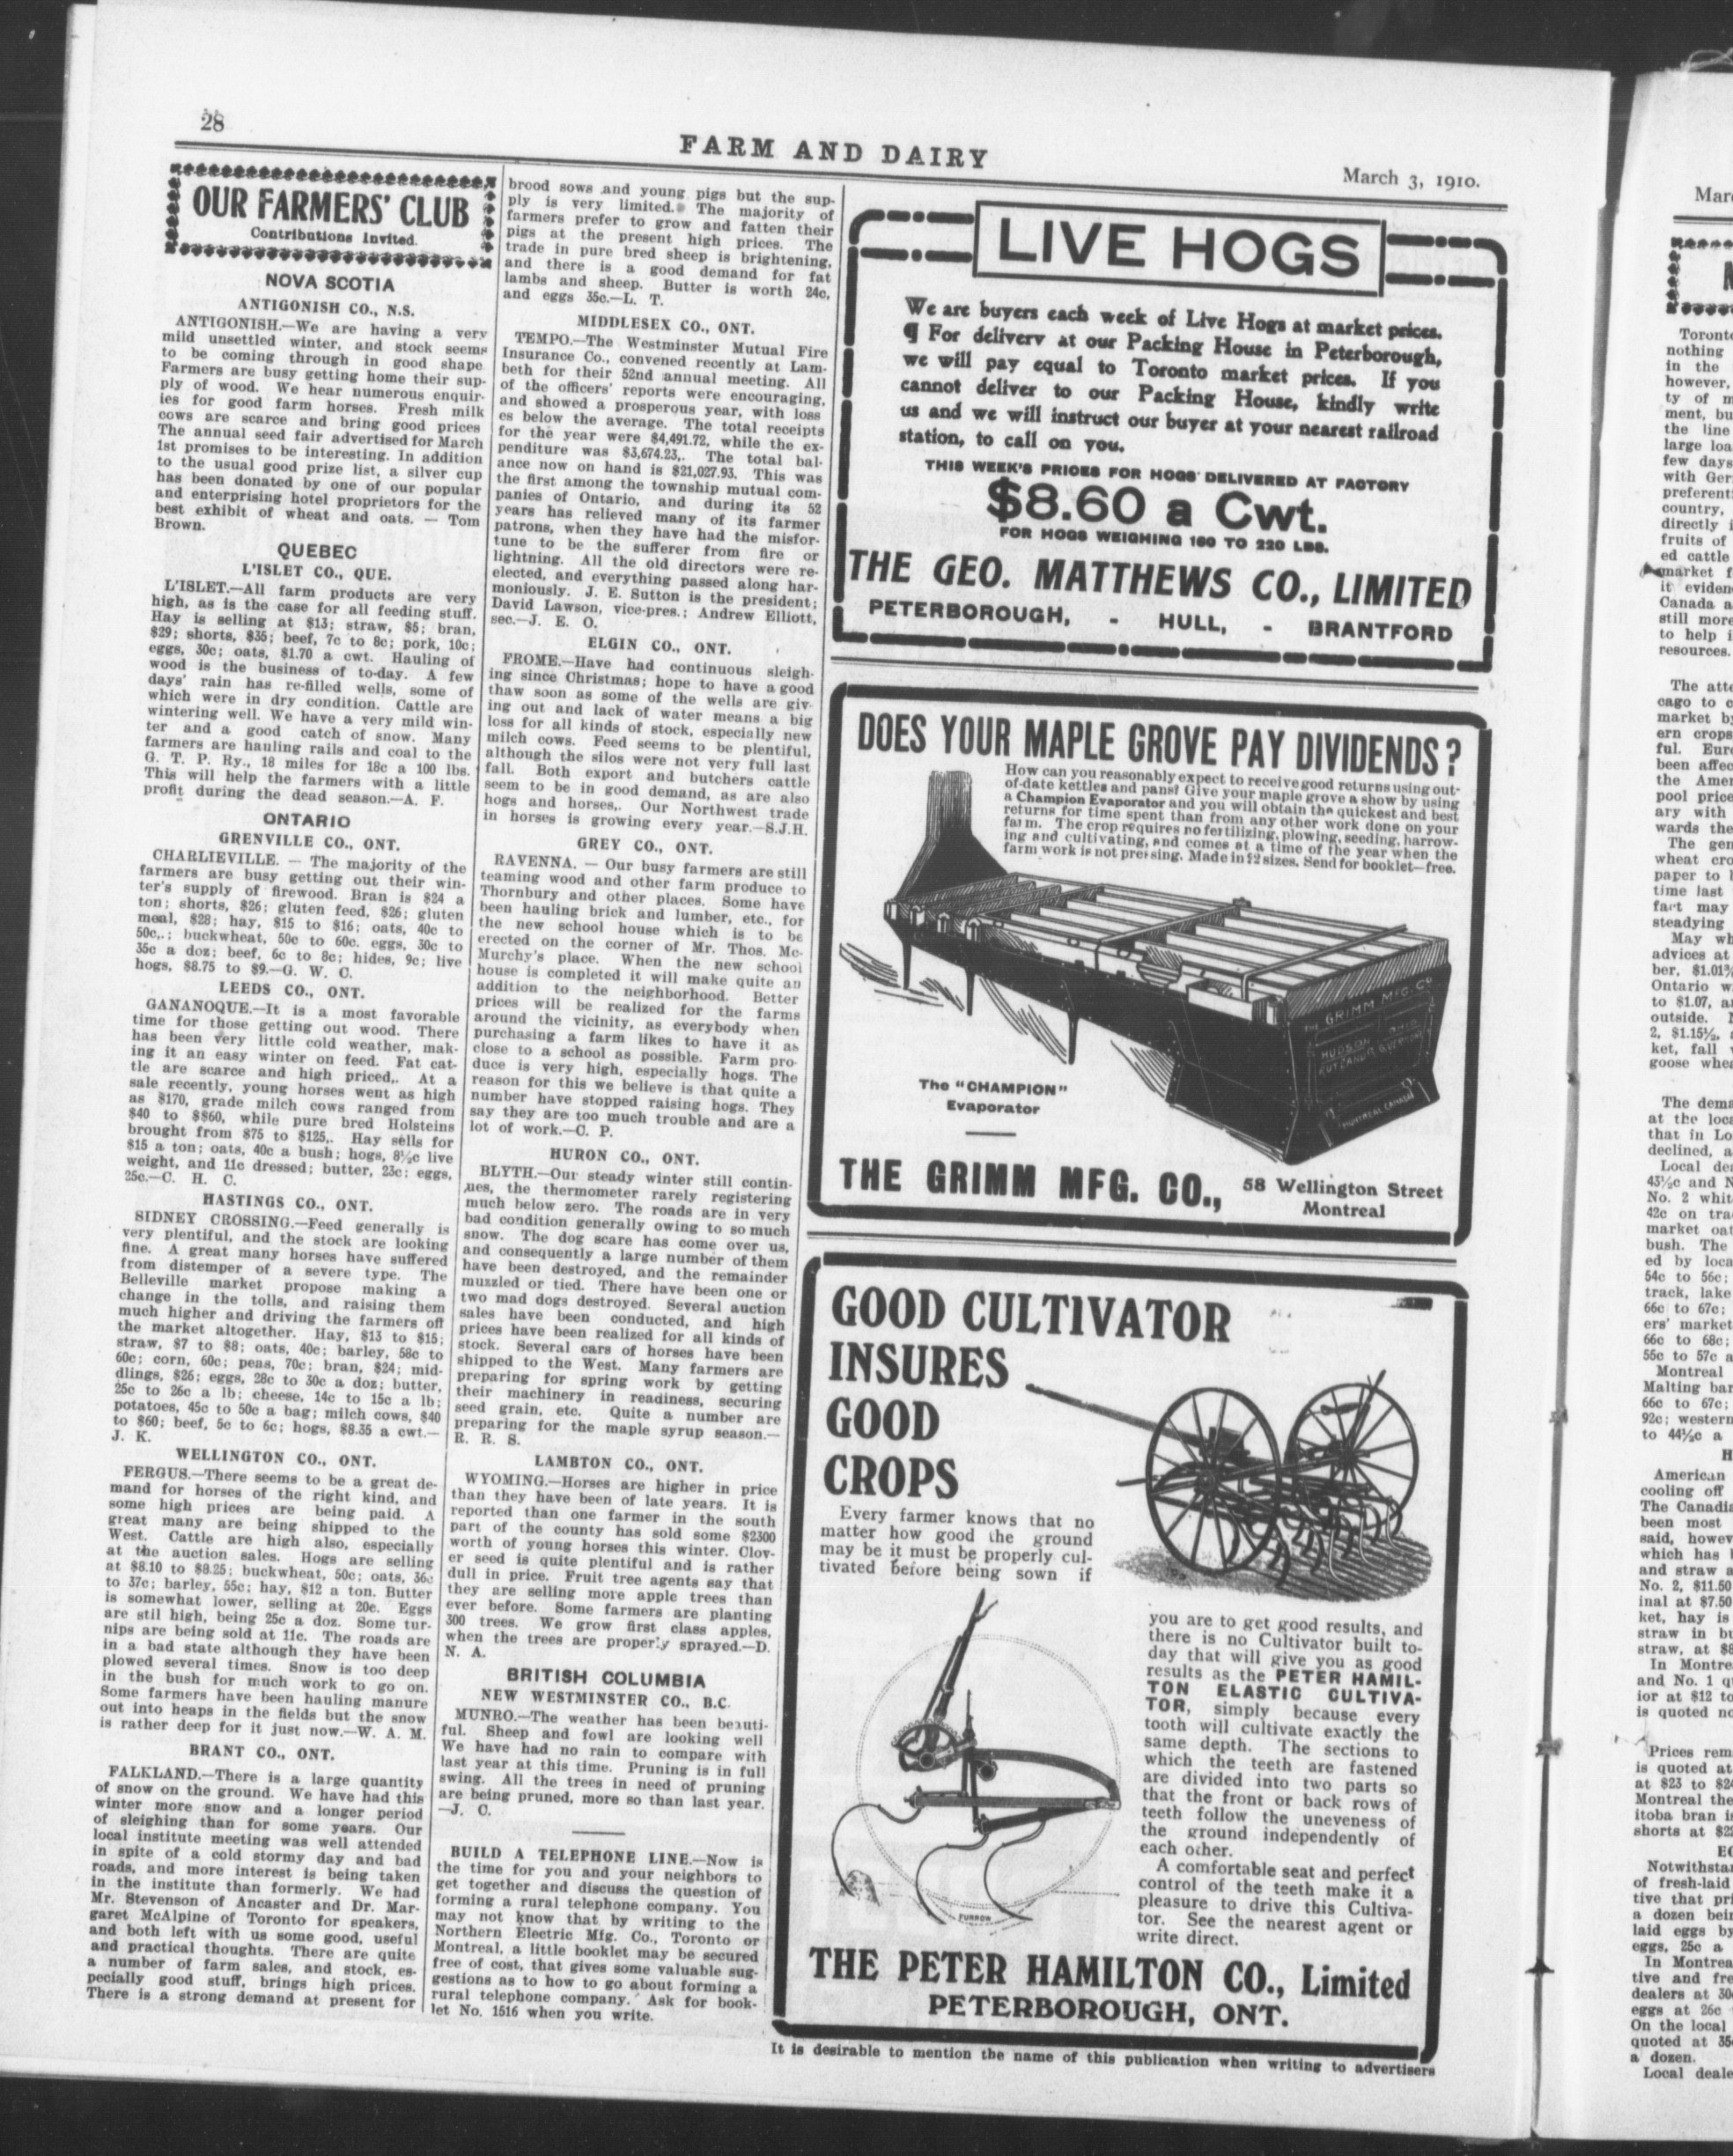 28
FARM AND DAIRY
March 3, 1910.
OUR FARMERS' CLUB
Contributions Invited.
NOVA SCOTIA
ANTIGONISH CO., N.S.
ANTIGONISH.—We are having a very
mild unsettled winter, and stock seems
to be coming through in good shape
Farmers are busy getting home their sup-
ply of wood. We hear numerous enquir-
ies for good farm horses. Fresh milk
cows are scarce and bring good prices
The annual seed fair advertised for March
1st promises to be interesting. In addition
to the usual good prize list, a silver cup
has been donated by one of our popular
and enterprising hotel proprietors for the
best exhibit of wheat and oats. — Tom
Brown.
QUEBEC
L'ISLET CO., QUE.
L'ISLET.—All farm products are very
high, as is the case for all feeding stuff.
Hay is selling at $13; straw, $5; bran,
$29; shorts, $35; beef, 7c to 8c; pork, 10c;
eggs, 30c; oats, $1.70 a cwt. Hauling of
wood is the business of to-day. A few
days' rain has re-filled wells, some of
which were in dry condition. Cattle are
wintering well. We have a very mild win-
ter and a good catch of snow. Many
farmers are hauling rails and coal to the
G. T. P. Ry., 18 miles for 18c a 100 lbs.
This will help the farmers with a little
profit during the dead season.—A. F.
ONTARIO
GRENVILLE CO., ONT.
CHARLIEVILLE. — The majority of the
farmers are busy getting out their win-
ter's supply of firewood. Bran is $24 a
ton; shorts, $26; gluten feed, $26; gluten
meal, $28; hay, $15 to $16; oats, 40c to
50c,.; buckwheat, 50c to 60c. eggs, 30c to
35c a doz; beef, 6c to 8c; hides, 9c; live
hogs, $8.75 to $9.—G. W. C.
LEEDS CO., ONT.
GANANOQUE.—It is a most favorable
time for those getting out wood. There
has been very little cold weather, mak-
ing it an easy winter on feed. Fat cat-
tle are scarce and high priced,. At a
sale recently, young horses went as high
as $170, grade milch cows ranged from
$40 to $$60, while pure bred Holsteins
brought from $75 to $125,. Hay sells for
$15 a ton; oats, 40c a bush; hogs, 8½c live
weight, and 11c dressed; butter, 23c; eggs,
25c.—C. H. C.
HASTINGS CO., ONT.
SIDNEY CROSSING.—Feed generally is
very plentiful, and the stock are looking
fine. A great many horses have suffered
from distemper of a severe type. The
Belleville market propose making a
change in the tolls, and raising them
much higher and driving the farmers off
the market altogether. Hay, $13 to $15;
straw, $7 to $8; oats, 40c; barley, 58c to
60c; corn, 60c; peas, 70c; bran, $24; mid-
dlings, $26; eggs, 28c to 30c a doz; butter,
25c to 26c a lb; cheese, 14c to 15c a lb;
potatoes, 45c to 50c a bag; milch cows, $40
to $60; beef, 5c to 6c; hogs, $8.35 a cwt.—
J. K.
WELLINGTON CO., ONT.
FERGUS.—There seems to be a great de-
mand for horses of the right kind, and
some high prices are being paid. A
great many are being shipped to the
West. Cattle are high also, especially
at the auction sales. Hogs are selling
at $8.10 to $8.25; buckwheat, 50c; oats, 36c
to 37c; barley, 55c; hay, $12 a ton. Butter
is somewhat lower, selling at 20c. Eggs
are stil high, being 25c a doz. Some tur-
nips are being sold at 11c. The roads are
in a bad state although they have been
plowed several times. Snow is too deep
in the bush for much work to go on.
Some farmers have been hauling manure
out into heaps in the fields but the snow
is rather deep for it just now.—W. A. M.
BRANT CO., ONT.
FALKLAND.—There is a large quantity
of snow on the ground. We have had this
winter more snow and a longer period
of sleighing than for some years. Our
local institute meeting was well attended
in spite of a cold stormy day and bad
roads, and more interest is being taken
in the institute than formerly. We had
Mr. Stevenson of Ancaster and Dr. Mar-
garet McAlpine of Toronto for speakers,
and both left with us some good, useful
and practical thoughts. There are quite
a number of farm sales, and stock, es-
pecially good stuff, brings high prices.
There is a strong demand at present for
brood sows and young pigs but the sup-
ply is very limited. The majority of
farmers prefer to grow and fatten their
pigs at the present high prices. The
trade in pure bred sheep is brightening,
and there is a good demand for fat
lambs and sheep. Butter is worth 24c,
and eggs 35c.—L. T.
MIDDLESEX CO., ONT.
TEMPO.—The Westminster Mutual Fire
Insurance Co., convened recently at Lam-
beth for their 52nd annual meeting. All
of the officers' reports were encouraging,
and showed a prosperous year, with loss
es below the average. The total receipts
for the year were $4,491.72, while the ex-
penditure was $3,674.23,. The total bal-
ance now on hand is $21,027.93. This was
the first among the township mutual com-
panies of Ontario, and during its 52
years has relieved many of its farmer
patrons, when they have had the misfor-
tune to be the sufferer from fire or
lightning. All the old directors were re-
elected, and everything passed along har-
moniously. J. E. Sutton is the president;
David Lawson, vice-pres.; Andrew Elliott,
sec.—J. E. O.
ELGIN CO., ONT.
FROME.—Have had continuous sleigh-
ing since Christmas; hope to have a good
thaw soon as some of the wells are giv-
ing out and lack of water means a big
loss for all kinds of stock, especially new
milch cows. Feed seems to be plentiful,
although the silos were not very full last
fall. Both export and butchers cattle
seem to be in good demand, as are also
hogs and horses,. Our Northwest trade
in horses is growing every year.—S.J.H.
GREY CO., ONT.
RAVENNA. — Our busy farmers are still
teaming wood and other farm produce to
Thornbury and other places. Some have
been hauling brick and lumber, etc., for
the new school house which is to be
erected on the corner of Mr. Thos. Mc-
Murchy's place. When the new school
house is completed it will make quite an
addition to the neighborhood. Better
prices will be realized for the farms
around the vicinity, as everybody when
purchasing a farm likes to have it as
close to a school as possible. Farm pro-
duce is very high, especially hogs. The
reason for this we believe is that quite a
number have stopped raising hogs. They
say they are too much trouble and are a
lot of work.—C. P.
HURON CO., ONT.
BLYTH.—Our steady winter still contin-
ues, the thermometer rarely registering
much below zero. The roads are in very
bad condition generally owing to so much
snow. The dog scare has come over us,
and consequently a large number of them
have been destroyed, and the remainder
muzzled or tied. There have been one or
two mad dogs destroyed. Several auction
sales have been conducted, and high
prices have been realized for all kinds of
stock. Several cars of horses have been
shipped to the West. Many farmers are
preparing for spring work by getting
their machinery in readiness, securing
seed grain, etc. Quite a number are
preparing for the maple syrup season.—
R. R. S.
LAMBTON CO., ONT.
WYOMING.—Horses are higher in price
than they have been of late years. It is
reported than one farmer in the south
part of the county has sold some $2300
worth of young horses this winter. Clov-
er seed is quite plentiful and is rather
dull in price. Fruit tree agents say that
they are selling more apple trees than
ever before. Some farmers are planting
300 trees. We grow first class apples,
when the trees are properly sprayed.—D.
N. A.
BRITISH COLUMBIA
NEW WESTMINSTER CO., B.C.
MUNRO.—The weather has been beauti-
ful. Sheep and fowl are looking well
We have had no rain to compare with
last year at this time. Pruning is in full
swing. All the trees in need of pruning
are being pruned, more so than last year.
—J. C.
BUILD A TELEPHONE LINE.—Now is
the time for you and your neighbors to
get together and discuss the question of
forming a rural telephone company. You
may not know that by writing to the
Northern Electric Mfg. Co., Toronto or
Montreal, a little booklet may be secured
free of cost, that gives some valuable sug-
gestions as to how to go about forming a
rural telephone company. Ask for book-
let No. 1516 when you write.
LIVE HOGS
We are buyers each week of Live Hogs at market prices.
¶ For delivery at our Packing House in Peterborough,
we will pay equal to Toronto market prices. If you
cannot deliver to our Packing House, kindly write
us and we will instruct our buyer at your nearest railroad
station, to call on you.
THIS WEEK'S PRICES FOR HOGS DELIVERED AT FACTORY
$8.60 a Cwt.
FOR HOGS WEIGHING 160 TO 220 LBS.
THE GEO. MATTHEWS CO., LIMITED
PETERBOROUGH, - HULL, - BRANTFORD
DOES YOUR MAPLE GROVE PAY DIVIDENDS?
How can you reasonably expect to receive good returns using out-
of-date kettles and pans! Give your maple grove a show by using
a Champion Evaporator and you will obtain the quickest and best
returns for time spent than from any other work done on your
farm. The crop requires no fertilizing, plowing, seeding, harrow-
ing and cultivating, and comes at a time of the year when the
farm work is not pressing. Made in 22 sizes. Send for booklet—free.
THE GRIMM MFG. CO
HUDSON OHIO
RUTLAND
MONTREAL CANADA
The "CHAMPION"
Evaporator
THE GRIMM MFG. CO., 58 Wellington Street
Montreal
GOOD CULTIVATOR
INSURES
GOOD
CROPS
Every farmer knows that no
matter how good the ground
may be it must be properly cul-
tivated before being sown if
you are to get good results, and
there is no Cultivator built to-
day that will give you as good
results as the PETER HAMIL-
TON ELASTIC CULTIVA-
TOR, simply because every
tooth will cultivate exactly the
same depth. The sections to
which the teeth are fastened
are divided into two parts so
that the front or back rows of
teeth follow the uneveness of
the ground independently of
each other.
A comfortable seat and perfect
control of the teeth make it a
pleasure to drive this Cultiva-
tor. See the nearest agent or
write direct.
FURROW
THE PETER HAMILTON CO., Limited
PETERBOROUGH, ONT.
It is desirable to mention the name of this publication when writing to advertisers